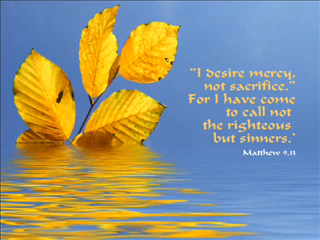 "I desire mercy,
not sacrifice."
For I have come
to call not
the righteous
but sinners.'
Matthew 9,13